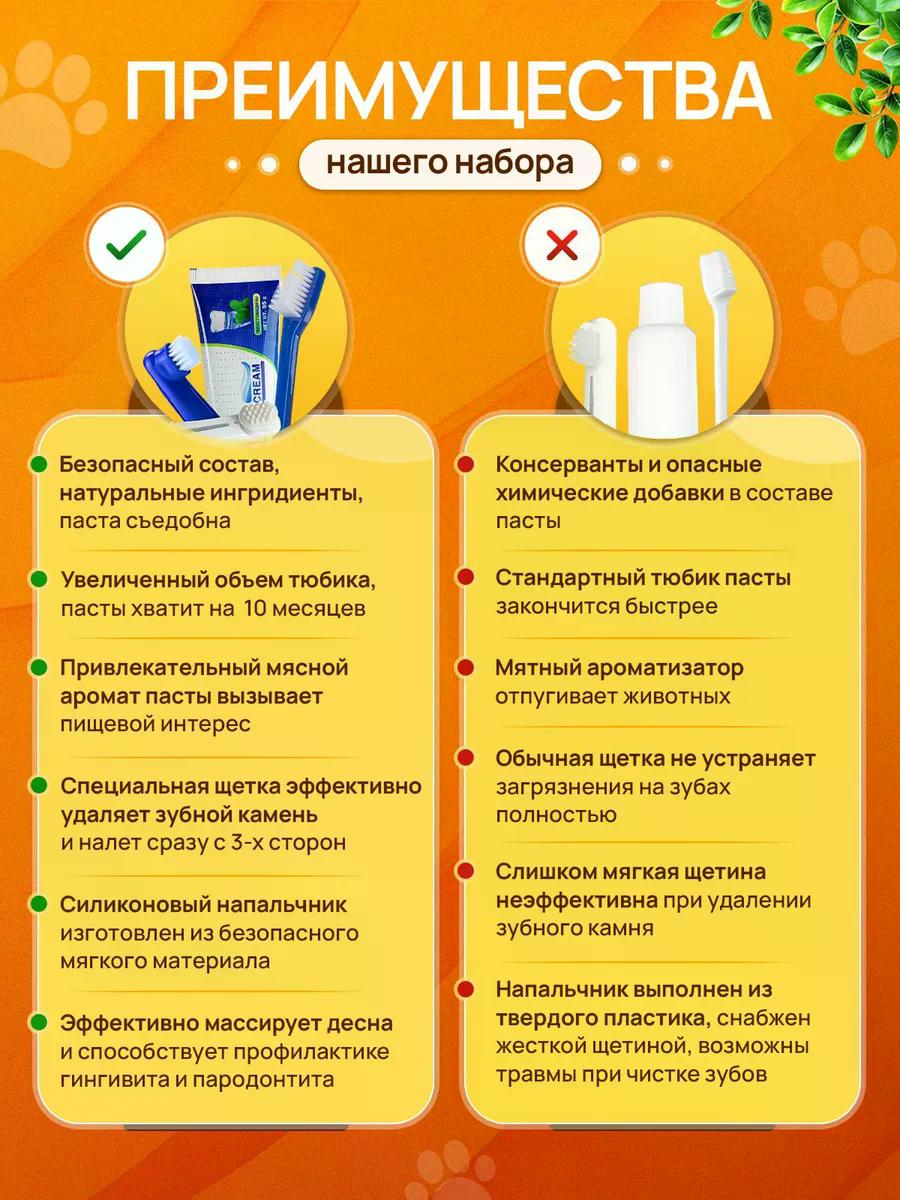 ПРЕИМУЩЕСТВА
нашего набора
CREAM
Безопасный состав,
натуральные ингридиенты,
паста съедобна
Увеличенный объем тюбика,
пасты хватит на 10 месяцев
Привлекательный мясной
аромат пасты вызывает
пищевой интерес
Специальная щетка эффективно
удаляет зубной камень
и налет сразу с 3-х сторон
Силиконовый напальчник
изготовлен из безопасного
мягкого материала
Эффективно массирует десна
и способствует профилактике
гингивита и пародонтита
Консерванты и опасные
химические добавки в составе
пасты
Стандартный тюбик пасты
закончится быстрее
Мятный ароматизатор
отпугивает животных
Обычная щетка не устраняет
загрязнения на зубах
полностью
Слишком мягкая щетина
неэффективна при удалении
зубного камня
Напальчник выполнен из
твердого пластика, снабжен
жесткой щетиной, возможны
травмы при чистке зубов